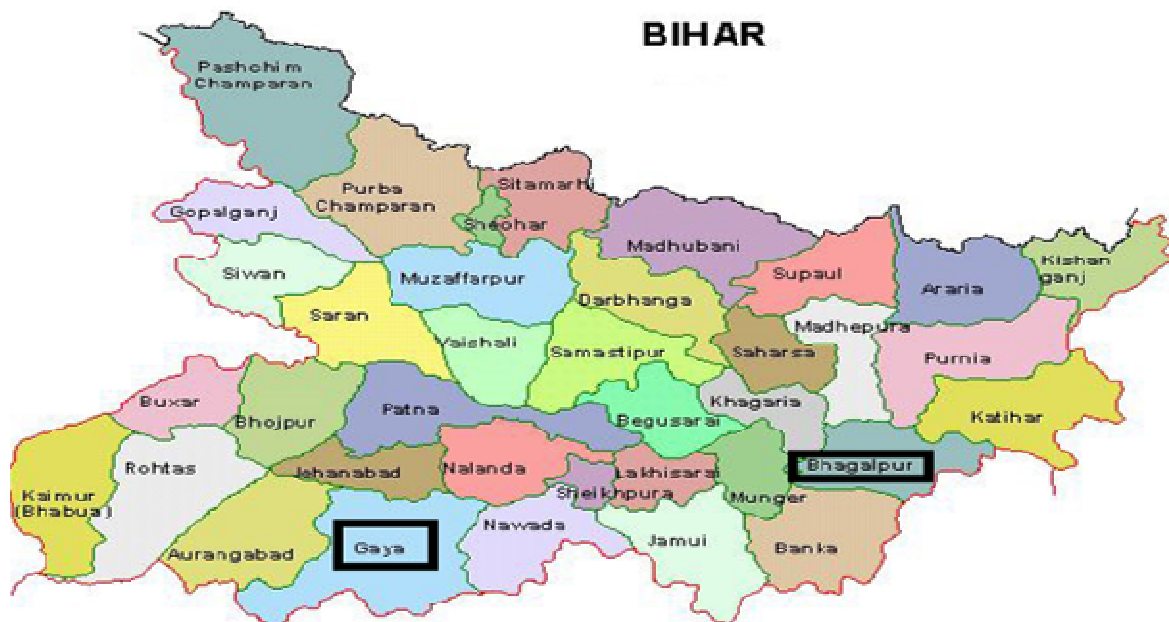 BIHAR
Pashchim
Champaran
Purba
Champaran
Sitamarhi
Sheohar
Gopalganj
Siwan
Muzaffarpur
Madhubani
Supaul
Araria
Kishan
ganj
Darbhanga
Saran
Vaishali
Samastipur
Saharsa
Madhepura
Purnia
Buxar
Bhojpur
Patna
Begusarai
Khagaria
Katihar
Rohtas
Jahanabad
Nalanda
Lakhisarai
Bhagalpur
Kaimur
(Bhabua)
Sheikhpura
Munger
Aurangabad
Gaya
Nawada
Jamui
Banka